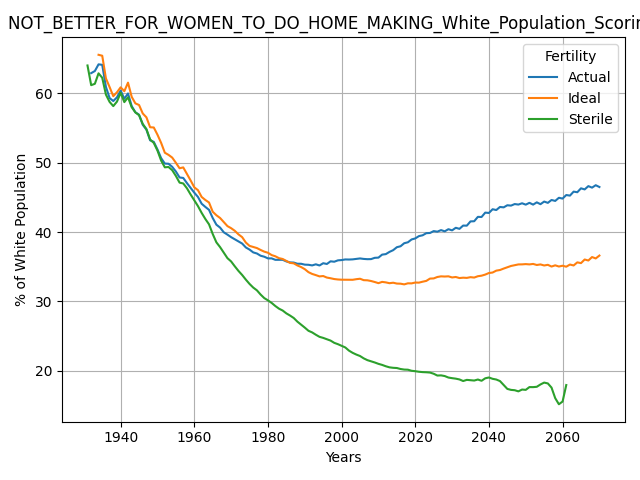 NOT_BETTER_FOR_WOMEN_TO_DO_HOME_MAKING_White_Population_Scorin
Fertility
Actual
Ideal
Sterile
% of White Population
60
50
40
30
20
1940 1960 1980 2000 2020 2040 2060
Years